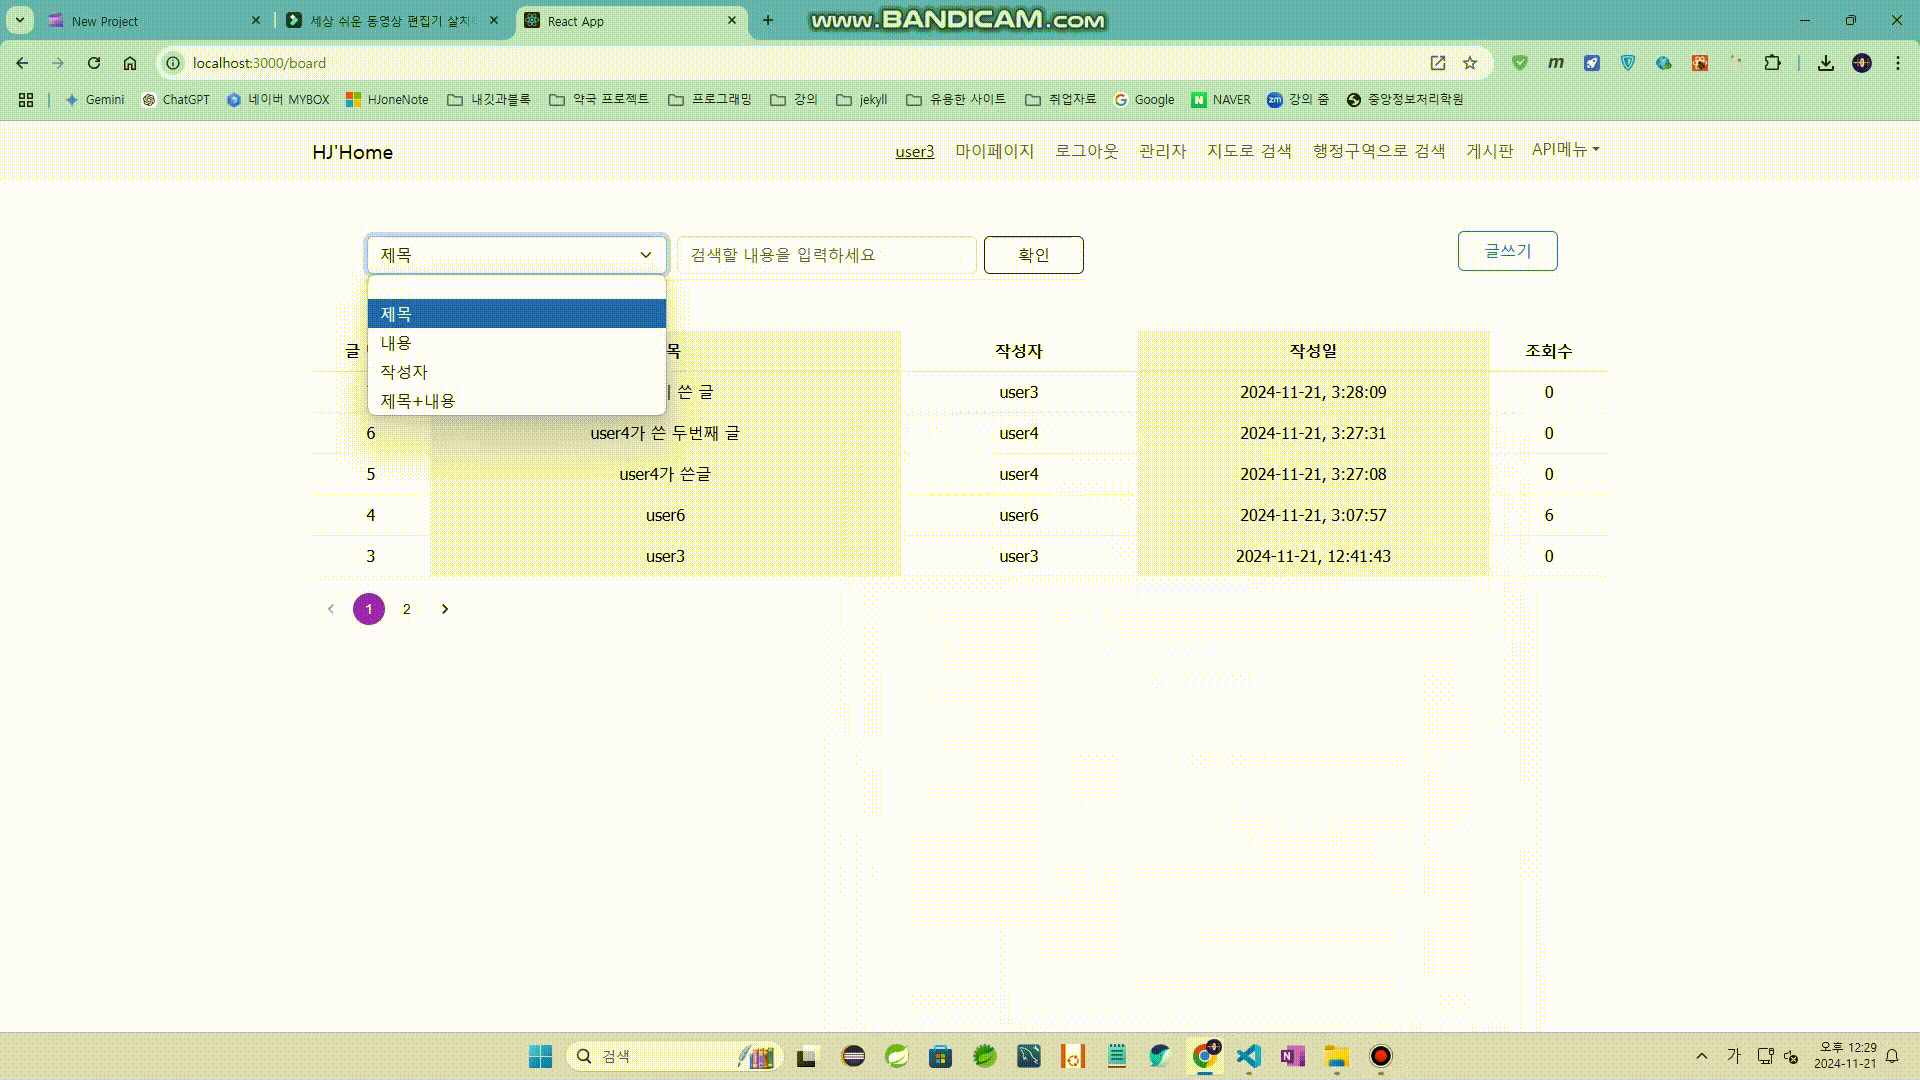 New Project
세상 쉬운 동영상 편집기 살치
React App
www.BANDICAM.com
localhost:3000/board
Gemini
ChatGPT
네이버 MYBOX
HJoneNote
내깃과블록
약국 프로젝트
프로그래밍
강의
jekyll
유용한 사이트
취업자료
Google
NAVER
강의 줌
중앙정보처리학원
HJ'Home
user3
마이페이지
로그아웃
관리자
지도로 검색
행정구역으로 검색
게시판
API메뉴
제목
검색할 내용을 입력하세요
확인
글쓰기
제목
내용
작성자
제목+내용
글 목 작성자 작성일 조회수
쓴 글 user3 2024-11-21, 3:28:09 0
6 user4가 쓴 두번째 글 user4 2024-11-21, 3:27:31 0
5 user4가 쓴글 user4 2024-11-21, 3:27:08 0
4 user6 user6 2024-11-21, 3:07:57 6
3 user3 user3 2024-11-21, 12:41:43 0
1 2
검색
가
오후 12:29
2024-11-21